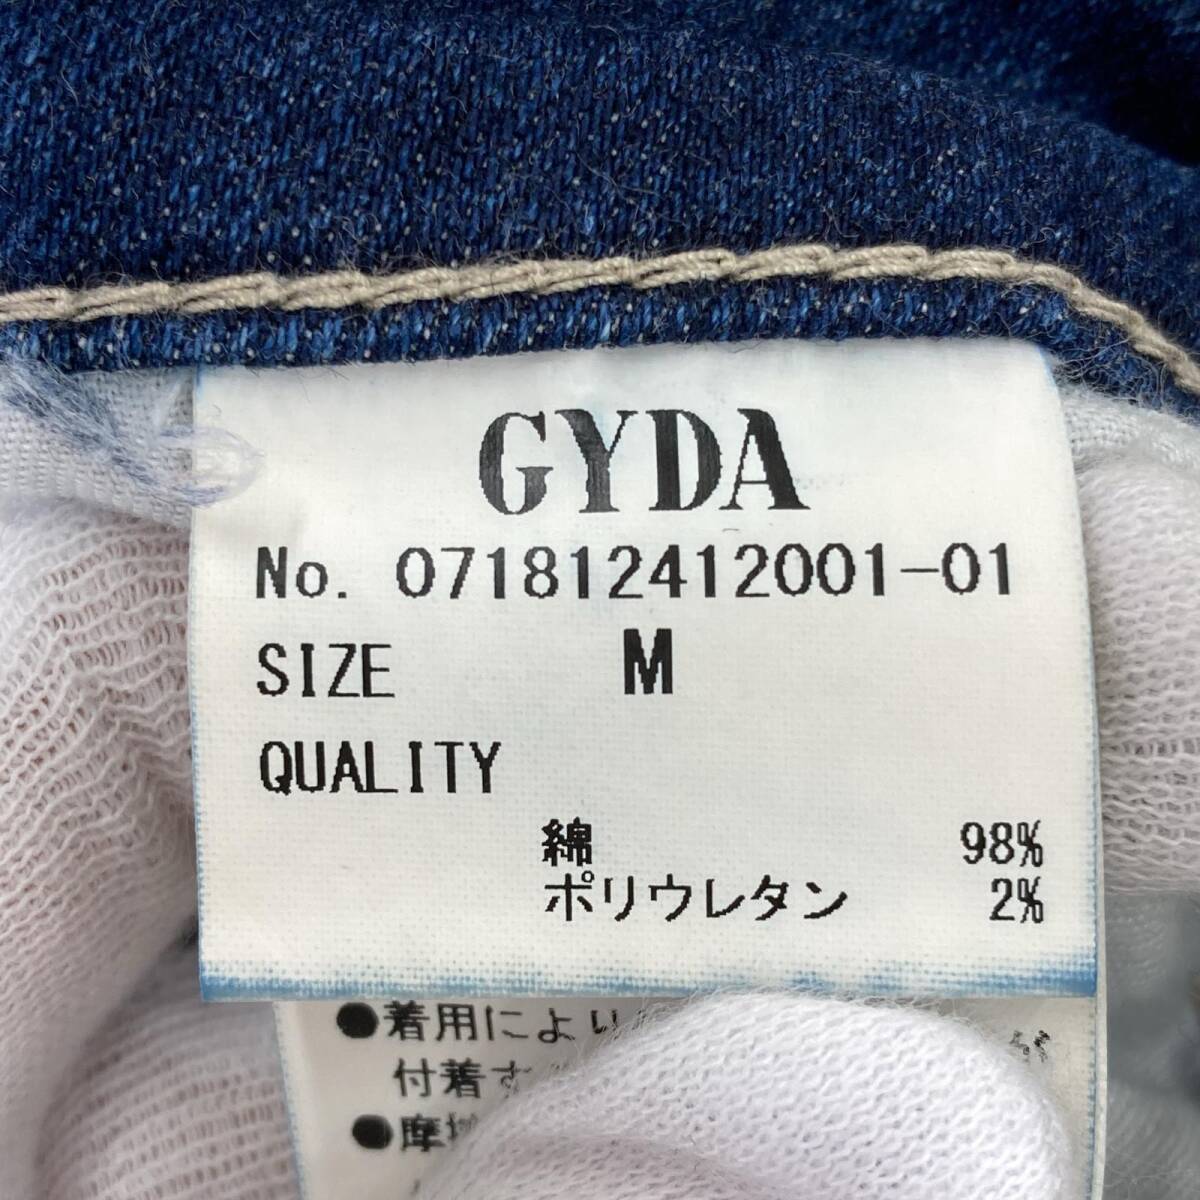 GYDA
No. 071812412001-01
SIZE M
QUALITY
綿 98%
ポリウレタン 2%
●着用により
付着
●摩